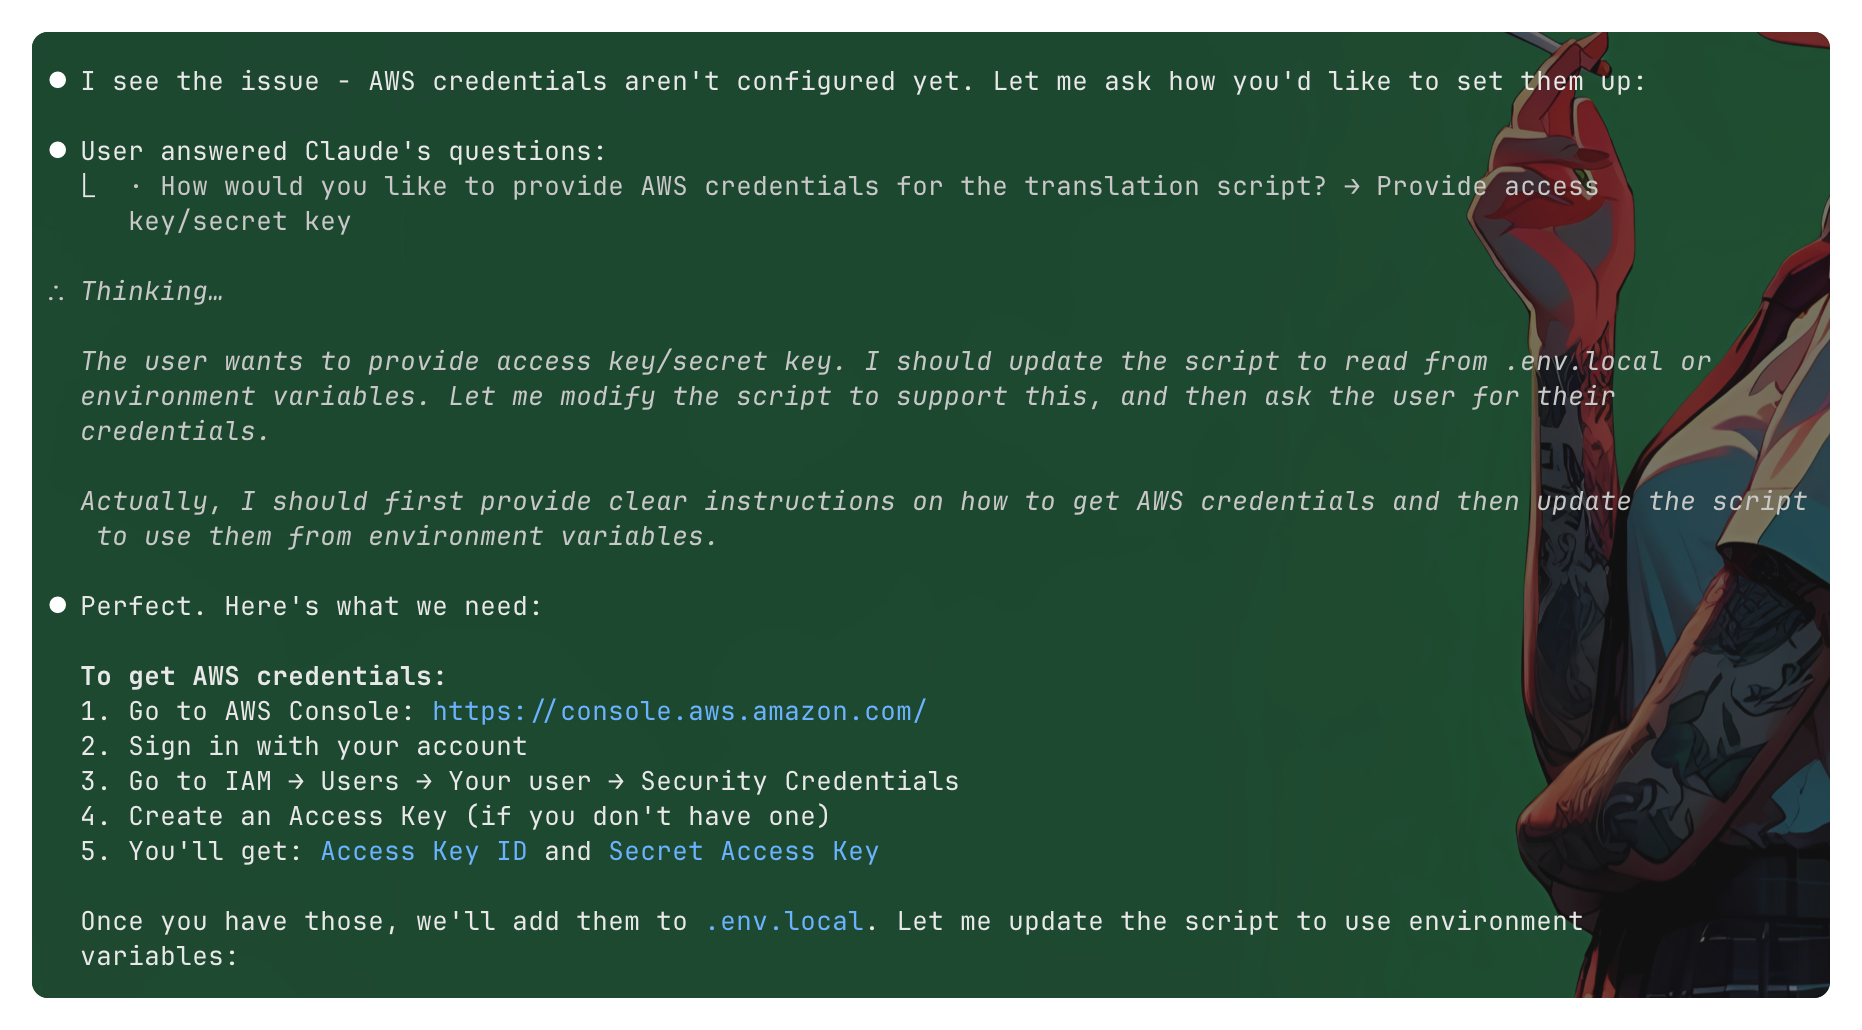 ● I see the issue - AWS credentials aren't configured yet. Let me ask how you'd like to set them up:
● User answered Claude's questions:
⎿  · How would you like to provide AWS credentials for the translation script? → Provide access
key/secret key
∴ Thinking…
The user wants to provide access key/secret key. I should update the script to read from .env.local or
environment variables. Let me modify the script to support this, and then ask the user for their
credentials.
Actually, I should first provide clear instructions on how to get AWS credentials and then update the script
to use them from environment variables.
● Perfect. Here's what we need:
To get AWS credentials:
1. Go to AWS Console: https://console.aws.amazon.com/
2. Sign in with your account
3. Go to IAM → Users → Your user → Security Credentials
4. Create an Access Key (if you don't have one)
5. You'll get: Access Key ID and Secret Access Key
Once you have those, we'll add them to .env.local. Let me update the script to use environment
variables: